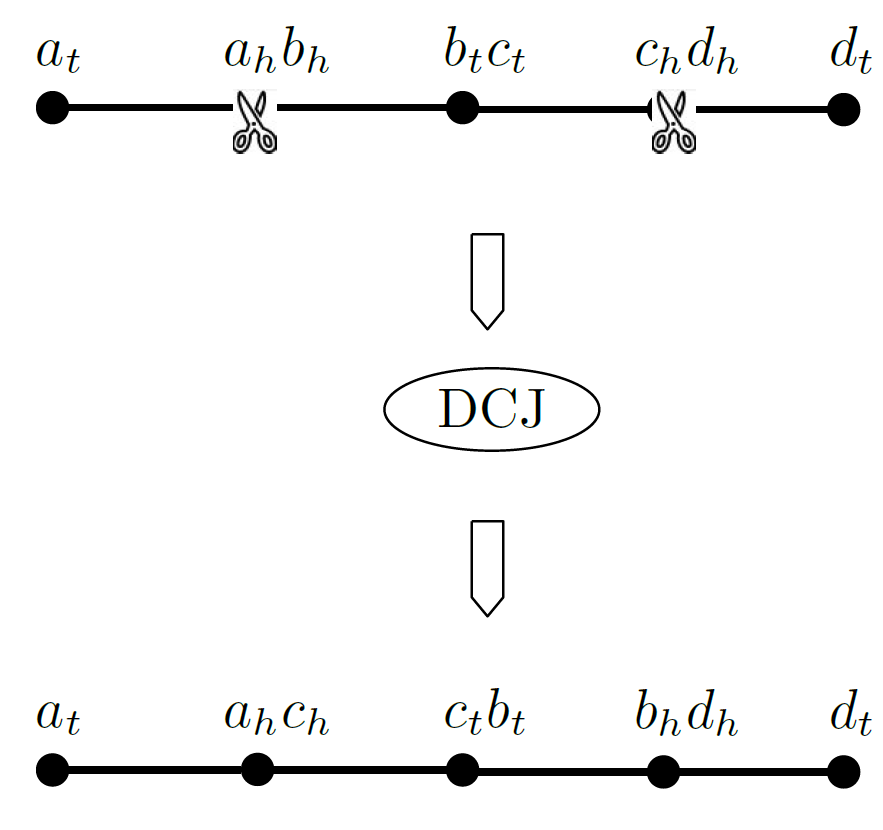 a_t a_hb_h b_tc_t c_hd_h d_t
DCJ
a_t a_hc_h c_tb_t b_hd_h d_t